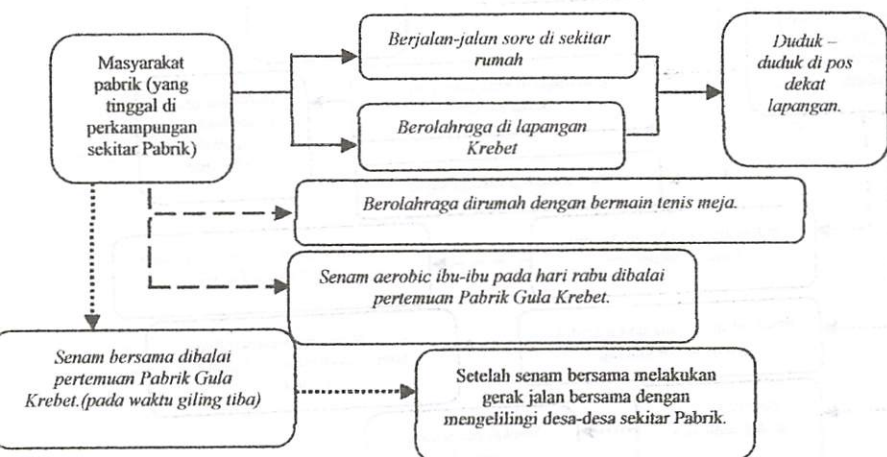 Masyarakat
pabrik (yang
tinggal di
perkampungan
sekitar Pabrik)
Berjalan-jalan sore di sekitar
rumah
Berolahraga di lapangan
Krebet
Duduk –
duduk di pos
dekat
lapangan.
Berolahraga dirumah dengan bermain tenis meja.
Senam aerobic ibu-ibu pada hari rabu dibalai
pertemuan Pabrik Gula Krebet.
Senam bersama dibalai
pertemuan Pabrik Gula
Krebet.(pada waktu giling tiba)
Setelah senam bersama melakukan
gerak jalan bersama dengan
mengelilingi desa-desa sekitar Pabrik.